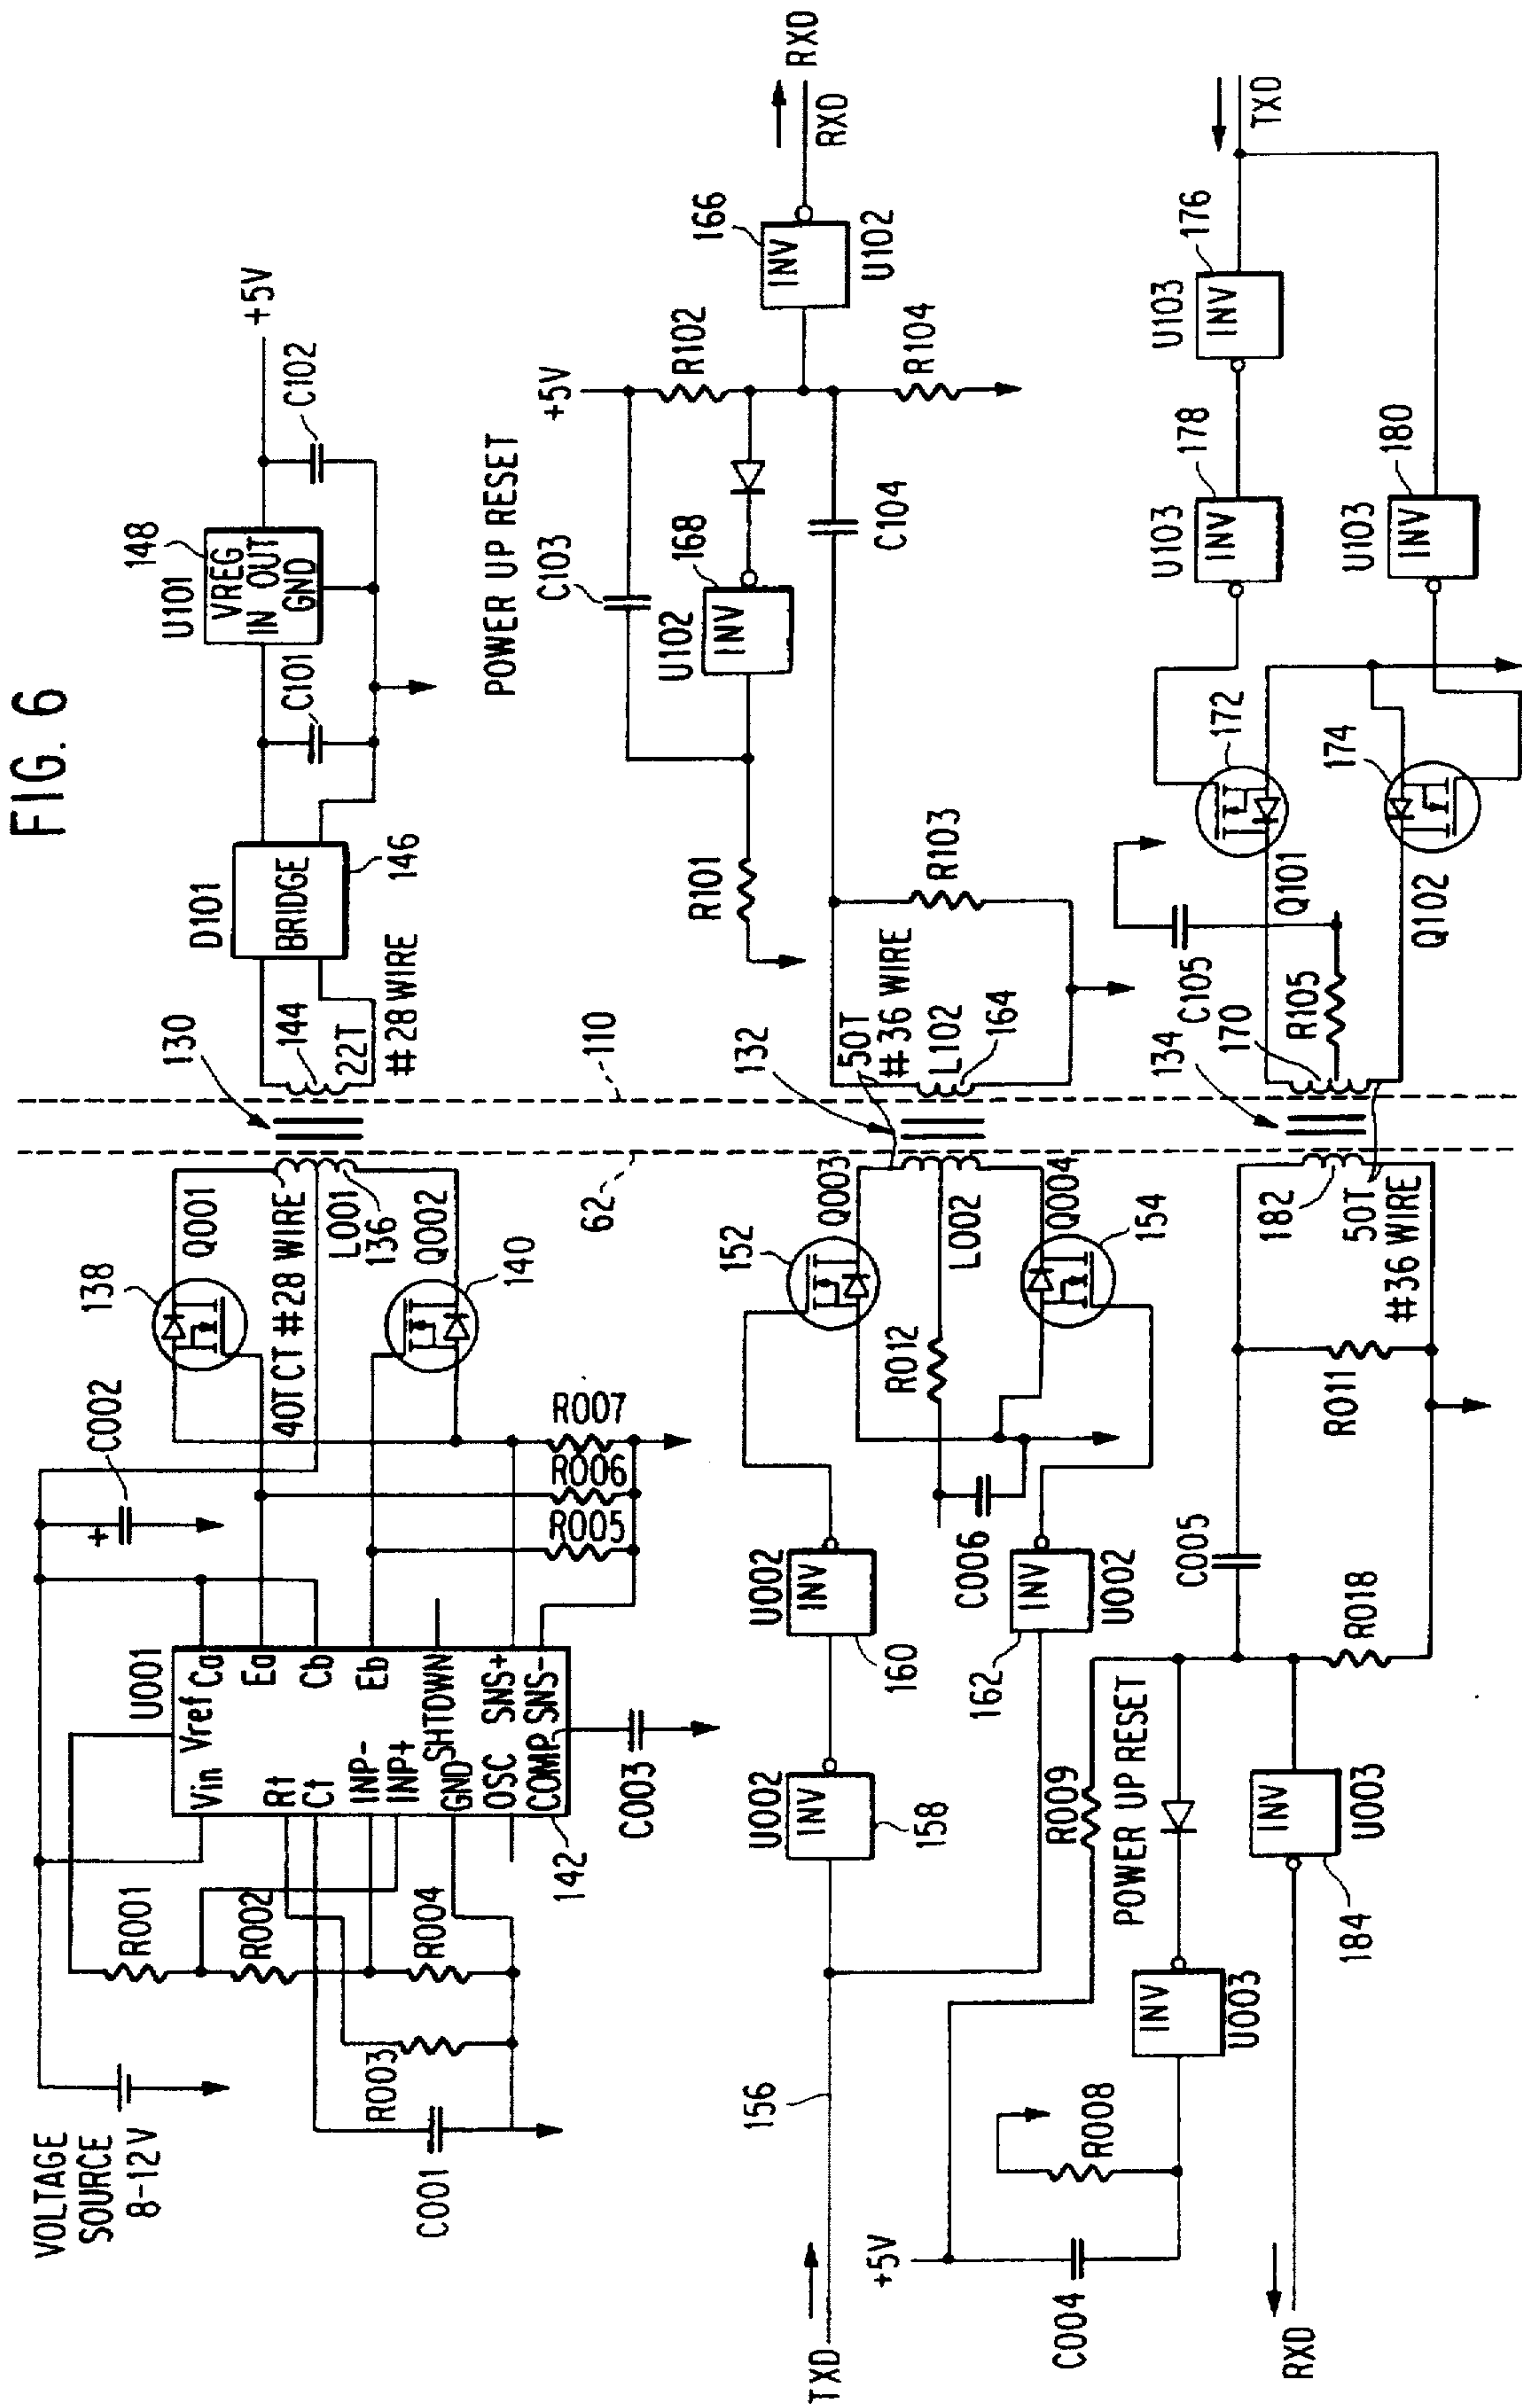 FIG. 6
VOLTAGE
SOURCE
8-12V
C001
R003
R001
R002
R004
142
U001
Vin
Vref
Rt
Ct
INP-
INP+
GND
OSC
COMP
Ca
Ea
Cb
Eb
SHTDOWN
SNS+
SNS-
C003
C002
+
R007
R006
R005
138
Q001
40T CT #28 WIRE
L001
136
Q002
140
130
144
22T
#28 WIRE
D101
BRIDGE
146
C101
148
U101
VREG
IN OUT
GND
C102
+5V
62
110
TXD
156
U002
INV
158
U002
INV
160
162
INV
U002
C006
R012
152
Q003
L002
Q004
154
132
50T
#36 WIRE
L102
164
R103
R101
POWER UP RESET
C103
U102
INV
168
C104
+5V
R102
R104
166
INV
U102
RXD
RXD
+5V
C004
R008
R009
POWER UP RESET
INV
U003
RXD
184
INV
U003
C005
R018
R011
182
50T
#36 WIRE
134
170
R105
C105
Q101
Q102
172
174
U103
INV
178
U103
INV
176
U103
INV
180
TXD